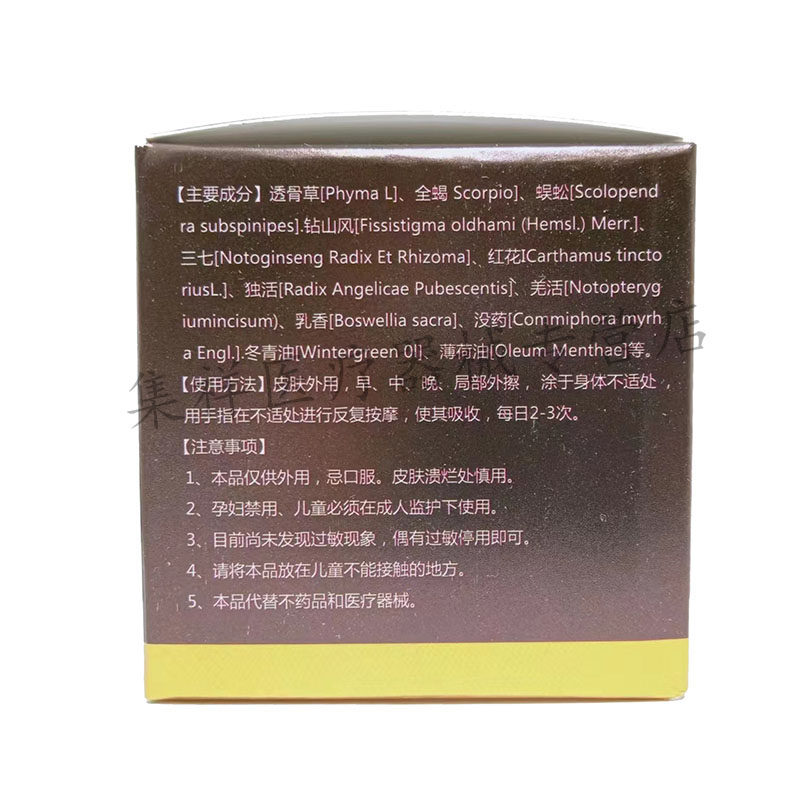 【主要成分】透骨草[Phyma L]、全蝎 Scorpio]、蜈蚣[Scolopend
ra subspinipes].钻山风[Fissistigma oldhami (Hemsl.) Merr.]、
三七[Notoginseng Radix Et Rhizoma]、红花ICarthamus tincto
riusL.]、独活[Radix Angelicae Pubescentis]、羌活[Notopteryg
iumincisum)、乳香[Boswellia sacra]、没药[Commiphora myrh
a Engl.].冬青油[Wintergreen 0Il]、薄荷油[Oleum Menthae]等。
集祥医疗器械专营店
【使用方法】皮肤外用，早、中、晚、局部外擦，涂于身体不适处，
用手指在不适处进行反复按摩，使其吸收，每日2-3次。
【注意事项】
1、本品仅供外用，忌口服。皮肤溃烂处慎用。
2、孕妇禁用、儿童必须在成人监护下使用。
3、目前尚未发现过敏现象，偶有过敏停用即可。
4、请将本品放在儿童不能接触的地方。
5、本品代替不药品和医疗器械。